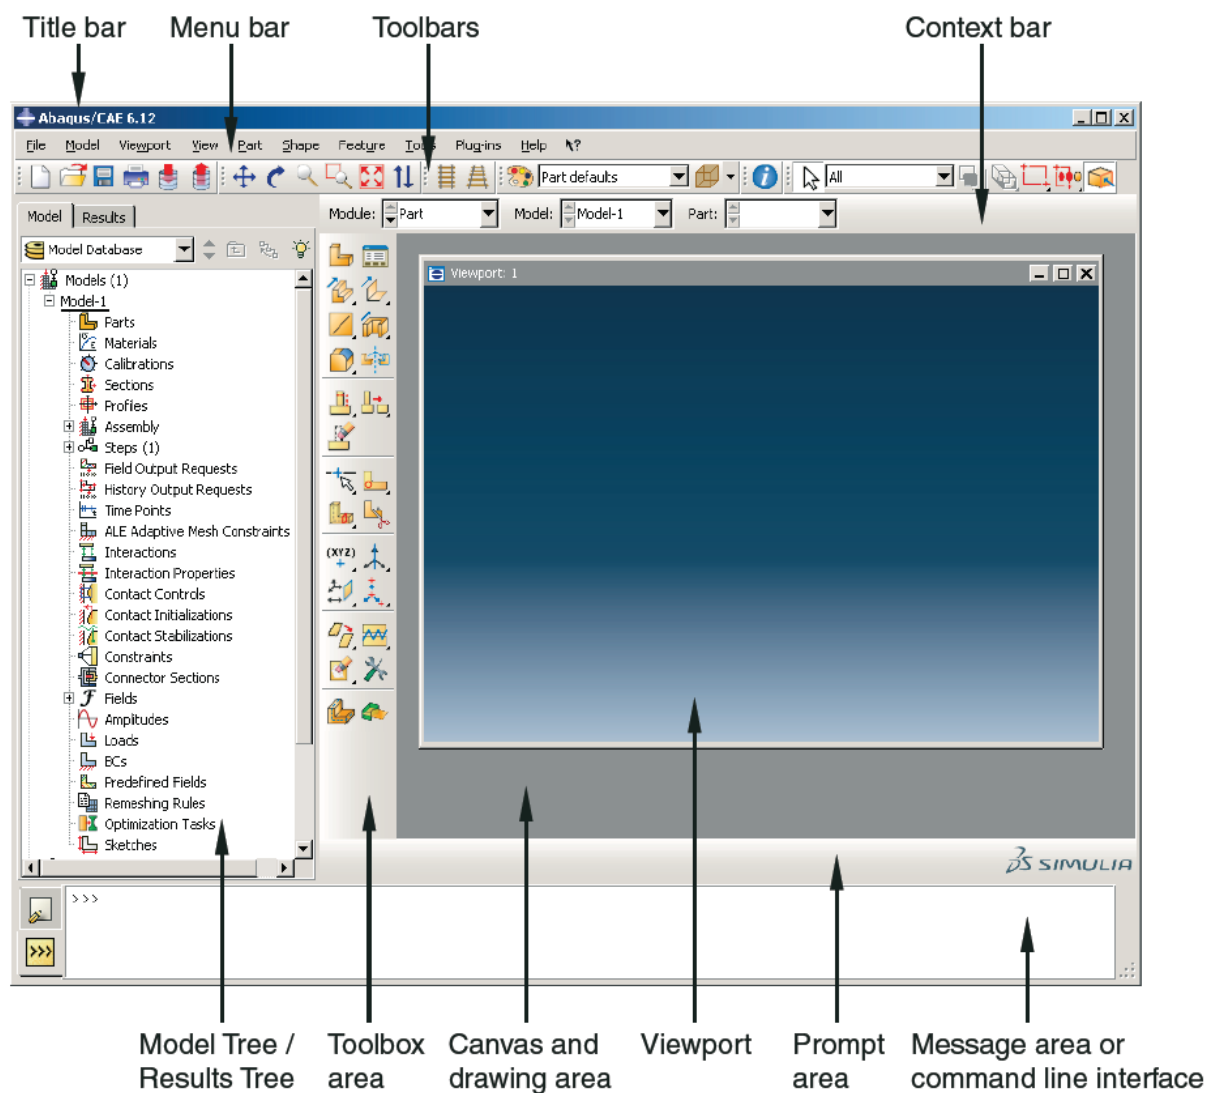 Title bar Menu bar Toolbars Context bar
Abaqus/CAE 6.12
File Model Viewport View Part Shape Feature Plug-ins Help ?
Part defaults All
Model Results Module: Part Model: Model-1 Part:
Model Database
Viewport: 1
Models (1)
Model-1
Parts
Materials
Calibrations
Sections
Profiles
Assembly
Steps (1)
Field Output Requests
History Output Requests
Time Points
ALE Adaptive Mesh Constraints
Interactions
(XYZ)
Interaction Properties
Contact Controls
Contact Initializations
Contact Stabilizations
Constraints
Connector Sections
Fields
Amplitudes
Loads
BCs
Predefined Fields
Remeshing Rules
Optimization Tasks
Sketches
SIMULIA
>>>
>>>
Model Tree /
Results Tree
Toolbox
area
Canvas and
drawing area
Viewport
Prompt
area
Message area or
command line interface